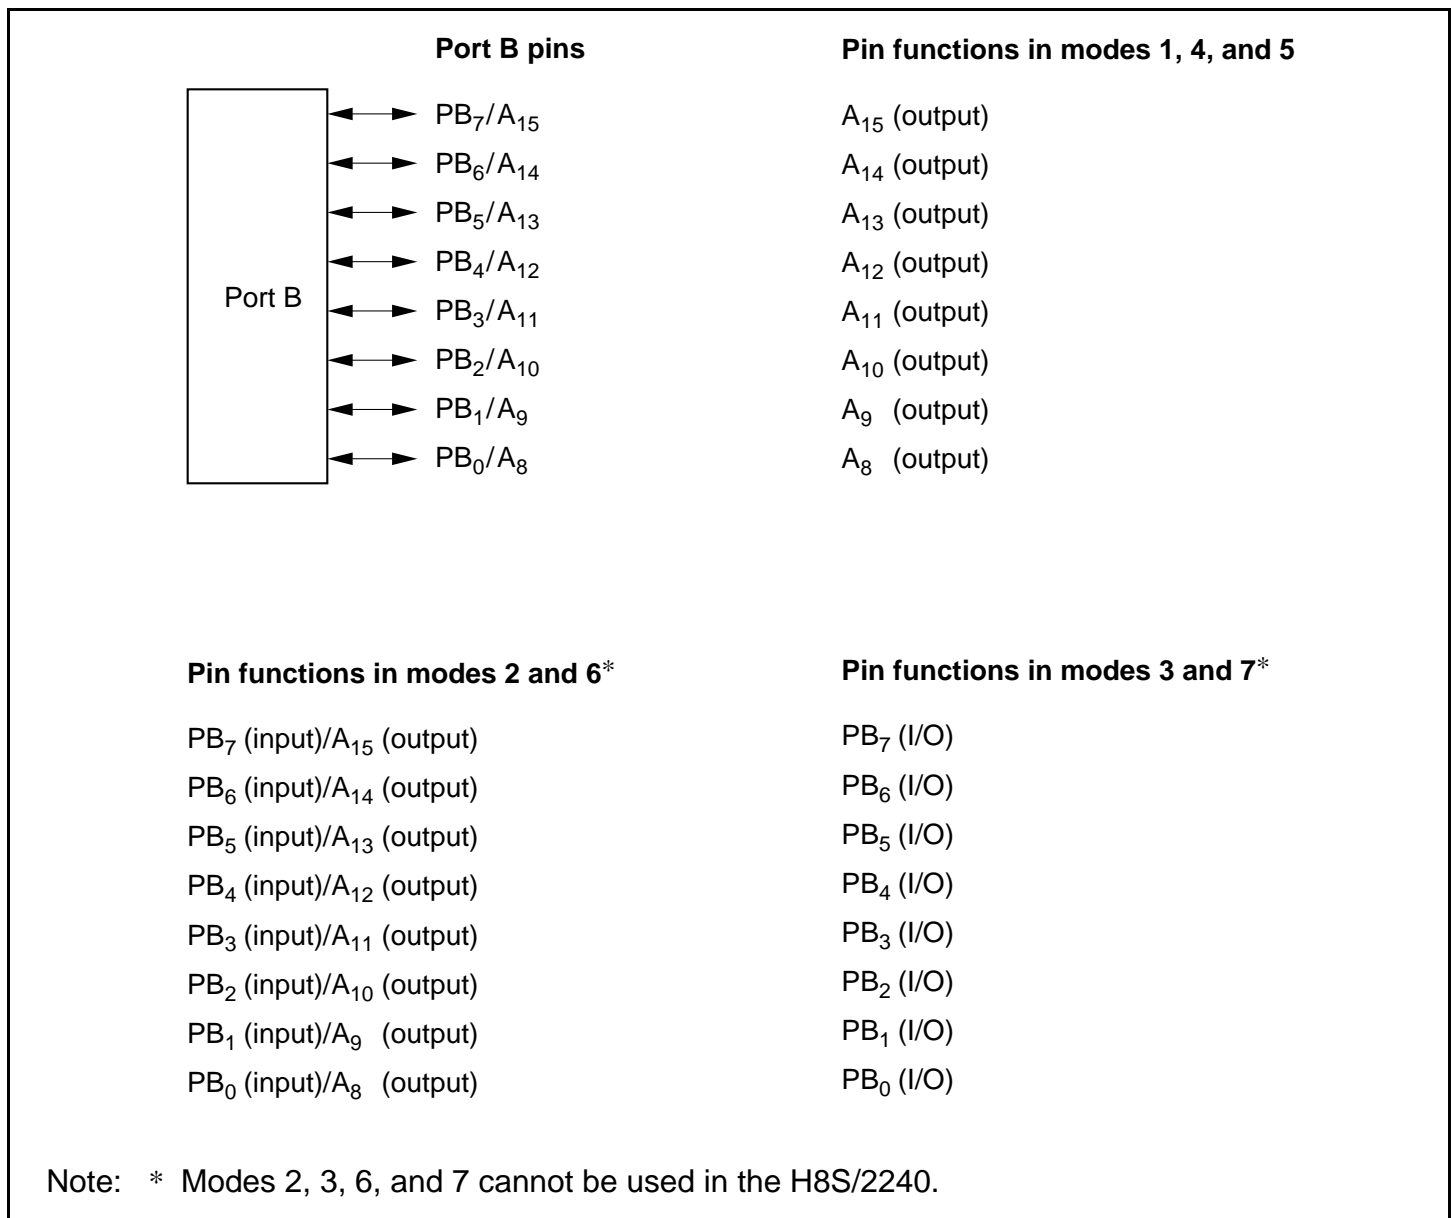 Port B pins
Pin functions in modes 1, 4, and 5
Port B
PB7/A15
A15 (output)
PB6/A14
A14 (output)
PB5/A13
A13 (output)
PB4/A12
A12 (output)
PB3/A11
A11 (output)
PB2/A10
A10 (output)
PB1/A9
A9 (output)
PB0/A8
A8 (output)
Pin functions in modes 2 and 6*
PB7 (input)/A15 (output)
PB6 (input)/A14 (output)
PB5 (input)/A13 (output)
PB4 (input)/A12 (output)
PB3 (input)/A11 (output)
PB2 (input)/A10 (output)
PB1 (input)/A9 (output)
PB0 (input)/A8 (output)
Pin functions in modes 3 and 7*
PB7 (I/O)
PB6 (I/O)
PB5 (I/O)
PB4 (I/O)
PB3 (I/O)
PB2 (I/O)
PB1 (I/O)
PB0 (I/O)
Note: * Modes 2, 3, 6, and 7 cannot be used in the H8S/2240.